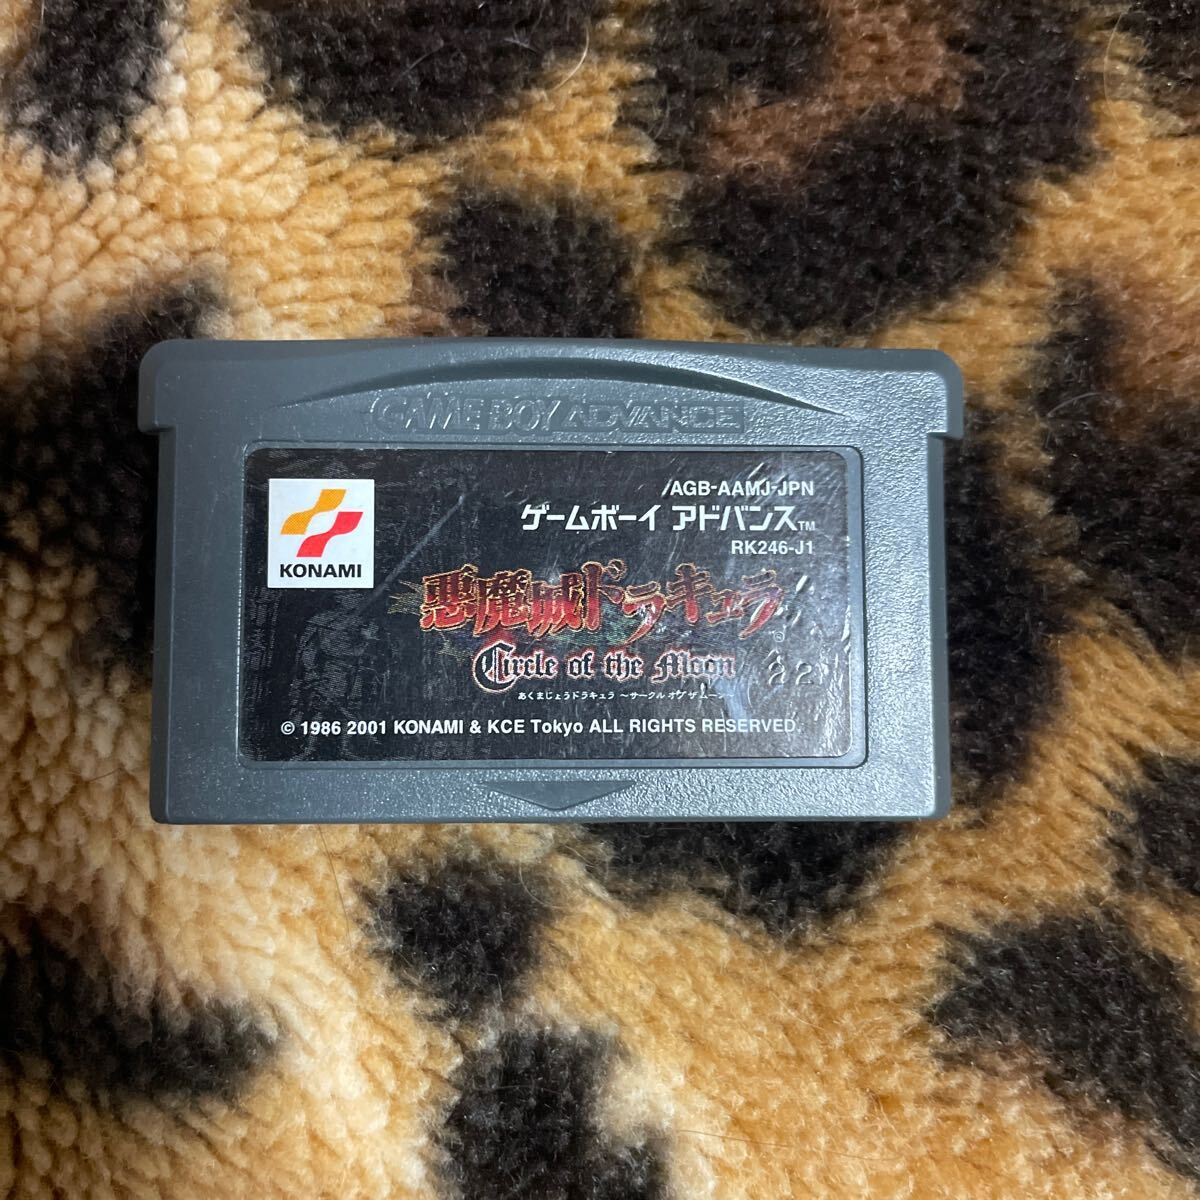 GAME BOY ADVANCE
KONAMI
AGB-AAMJ-JPN
ゲームボーイ アドバンス™
RK246-J1
悪魔城ドラキュラ
Circle of the Moon
あくまじょうドラキュラ ～サークル オブ ザ ムーン～
© 1986 2001 KONAMI & KCE Tokyo ALL RIGHTS RESERVED.